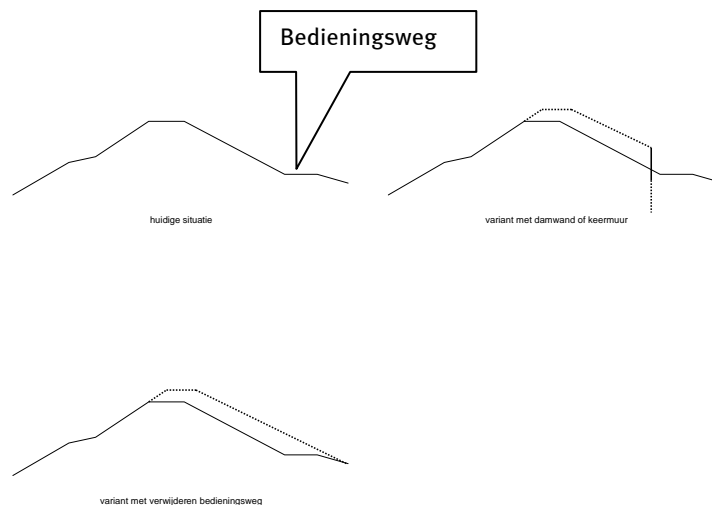 Bedieningsweg
huidige situatie
variant met damwand of keermuur
variant met verwijderen bedieningsweg